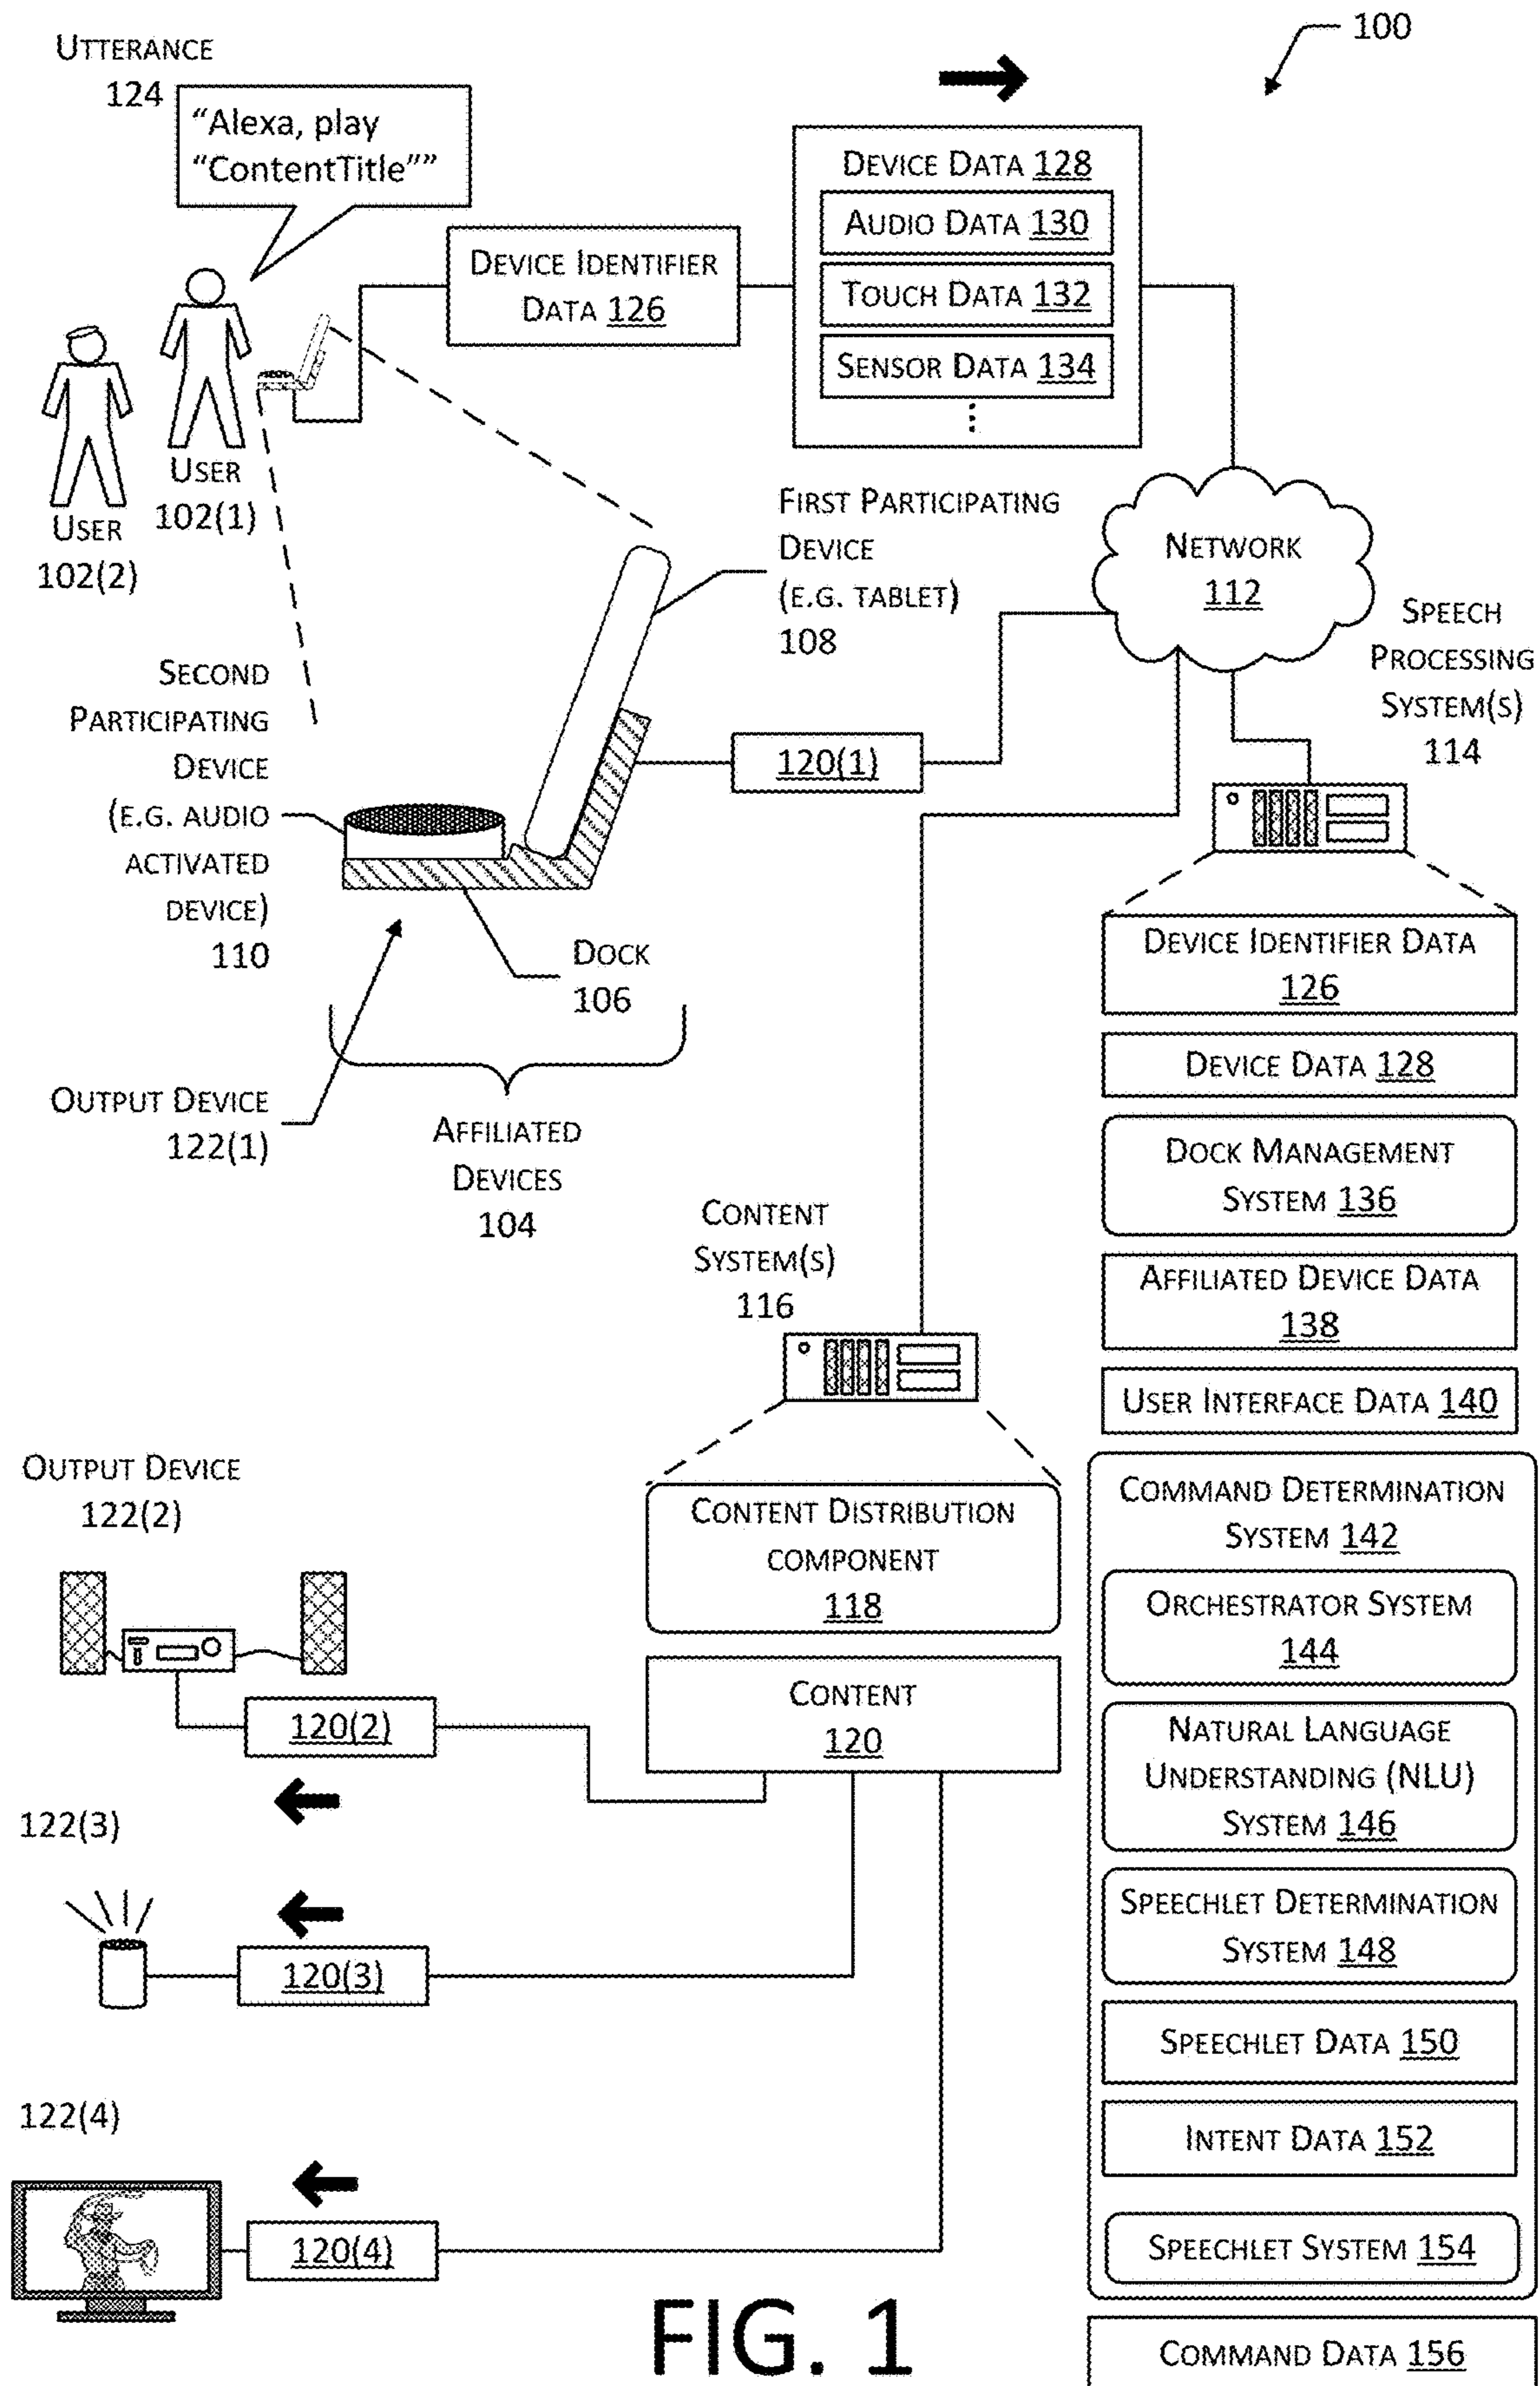 100
UTTERANCE
124
“Alexa, play
“ContentTitle””
DEVICE DATA 128
AUDIO DATA 130
TOUCH DATA 132
SENSOR DATA 134
⋮
DEVICE IDENTIFIER
DATA 126
USER
102(1)
USER
102(2)
FIRST PARTICIPATING
DEVICE
(E.G. TABLET)
108
NETWORK
112
SPEECH
PROCESSING
SYSTEM(S)
114
SECOND
PARTICIPATING
DEVICE
(E.G. AUDIO
ACTIVATED
DEVICE)
110
120(1)
DOCK
106
OUTPUT DEVICE
122(1)
AFFILIATED
DEVICES
104
DEVICE IDENTIFIER DATA
126
DEVICE DATA 128
DOCK MANAGEMENT
SYSTEM 136
AFFILIATED DEVICE DATA
138
USER INTERFACE DATA 140
COMMAND DETERMINATION
SYSTEM 142
ORCHESTRATOR SYSTEM
144
NATURAL LANGUAGE
UNDERSTANDING (NLU)
SYSTEM 146
SPEECHLET DETERMINATION
SYSTEM 148
SPEECHLET DATA 150
INTENT DATA 152
SPEECHLET SYSTEM 154
COMMAND DATA 156
CONTENT
SYSTEM(S)
116
CONTENT DISTRIBUTION
COMPONENT
118
CONTENT
120
OUTPUT DEVICE
122(2)
120(2)
122(3)
120(3)
122(4)
120(4)
FIG. 1